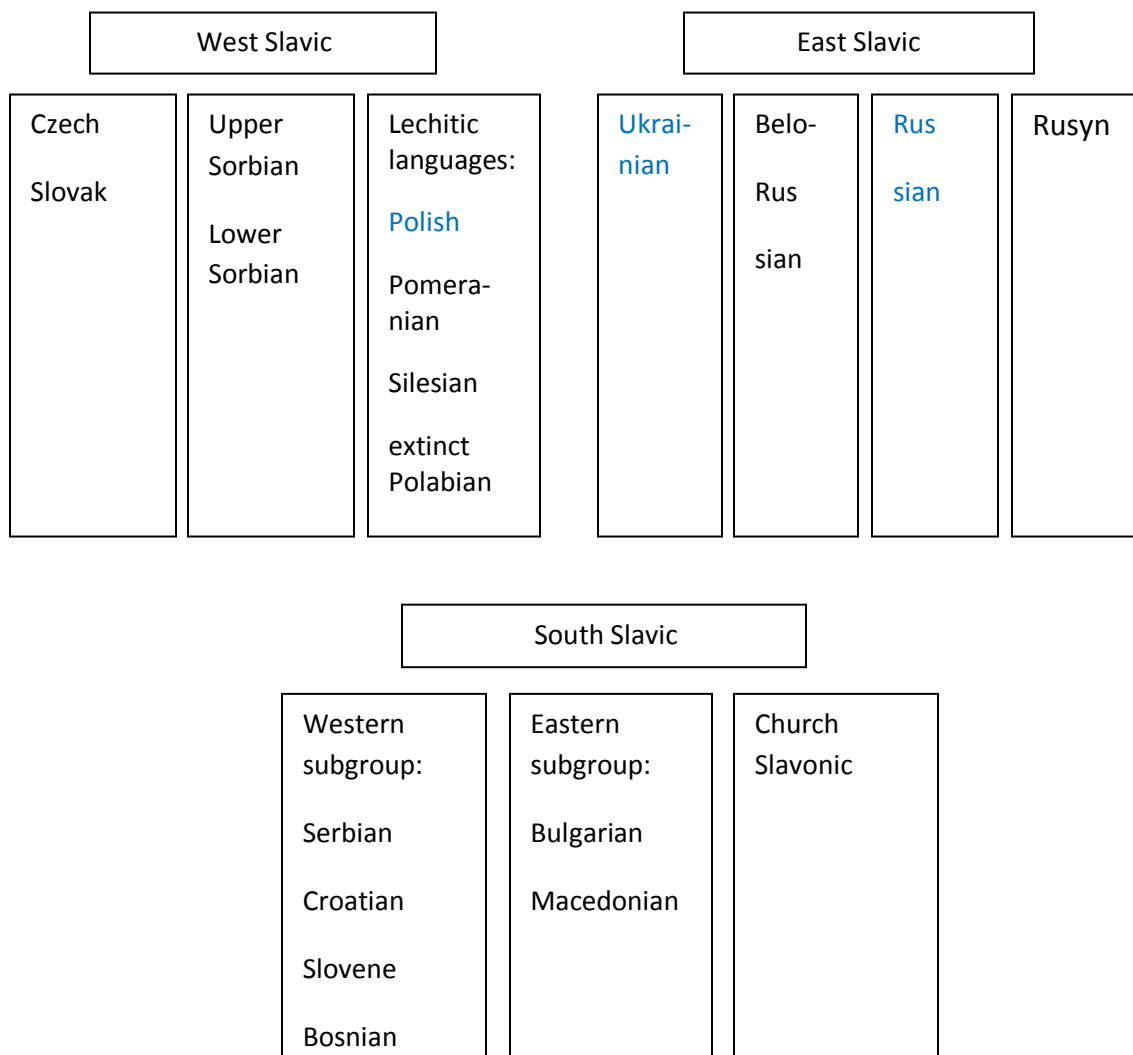 West Slavic
East Slavic
Czech
Slovak
Upper
Sorbian
Lower
Sorbian
Lechitic
languages:
Polish
Pomera-
nian
Silesian
extinct
Polabian
Ukrai-
nian
Belo-
Rus
sian
Rus
sian
Rusyn
South Slavic
Western
subgroup:
Serbian
Croatian
Slovene
Bosnian
Eastern
subgroup:
Bulgarian
Macedonian
Church
Slavonic